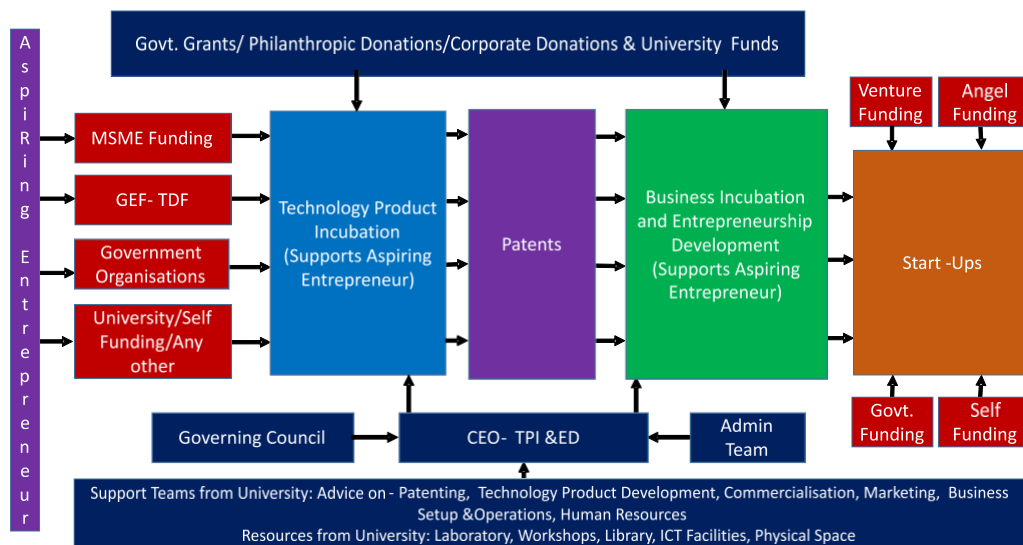 AspiRing Entrepreneur
Govt. Grants/ Philanthropic Donations/Corporate Donations & University Funds
MSME Funding
GEF- TDF
Government
Organisations
University/Self
Funding/Any
other
Technology Product
Incubation
(Supports Aspiring
Entrepreneur)
Patents
Business Incubation
and Entrepreneurship
Development
(Supports Aspiring
Entrepreneur)
Venture
Funding
Angel
Funding
Start -Ups
Govt.
Funding
Self
Funding
Governing Council
CEO- TPI &ED
Admin
Team
Support Teams from University: Advice on - Patenting, Technology Product Development, Commercialisation, Marketing, Business
Setup &Operations, Human Resources
Resources from University: Laboratory, Workshops, Library, ICT Facilities, Physical Space